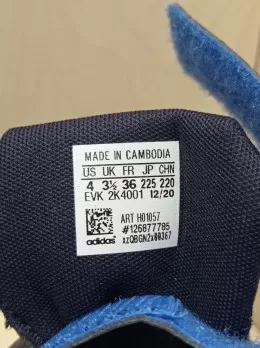 MADE IN CAMBODIA
US UK FR JP CHN
4 3½ 36 225 220
EVK 2K4001 12/20
ART H01057
#126877785
adidas